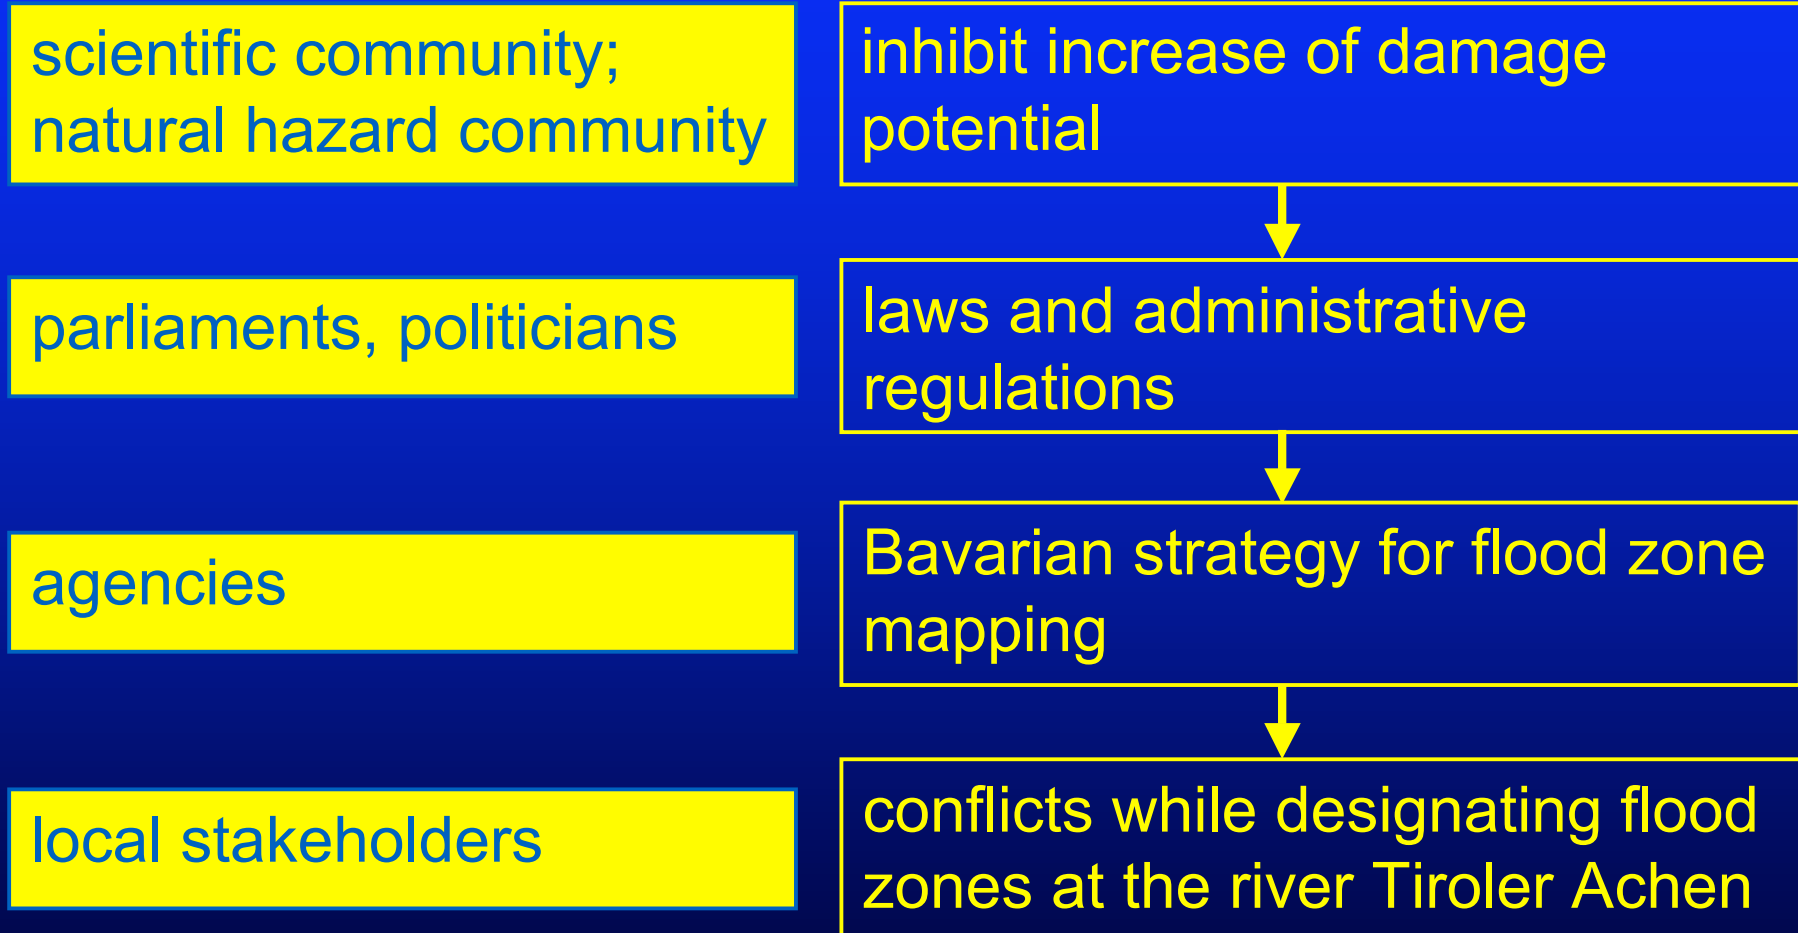 scientific community;
natural hazard community
inhibit increase of damage
potential
parliaments, politicians
laws and administrative
regulations
agencies
Bavarian strategy for flood zone
mapping
local stakeholders
conflicts while designating flood
zones at the river Tiroler Achen